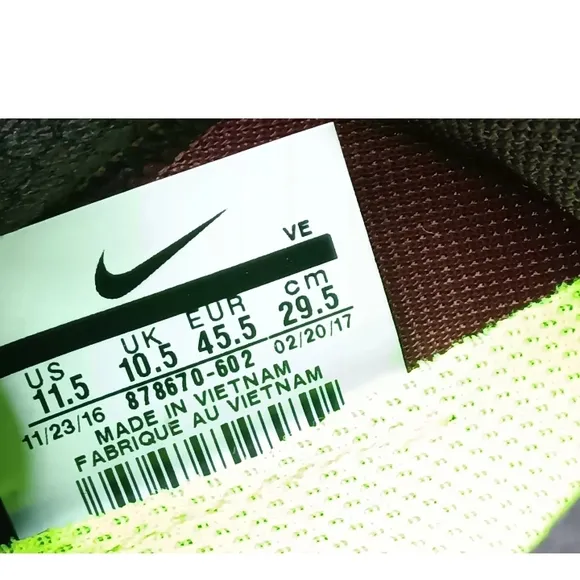 VE
US UK EUR cm
11.5 10.5 45.5 29.5
11/23/16 878670-602 02/20/17
MADE IN VIETNAM
FABRIQUE AU VIETNAM